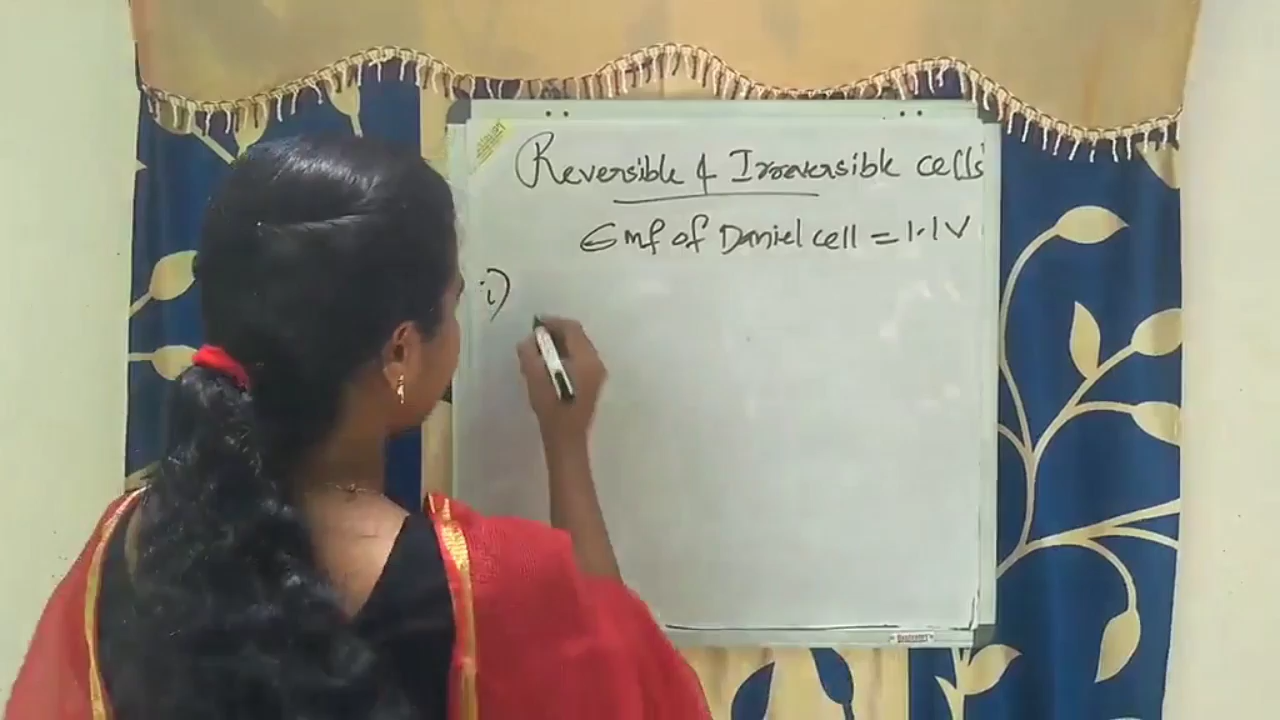 Reversible & Irreversible cells
Emf of Daniel cell = 1.1V
i)